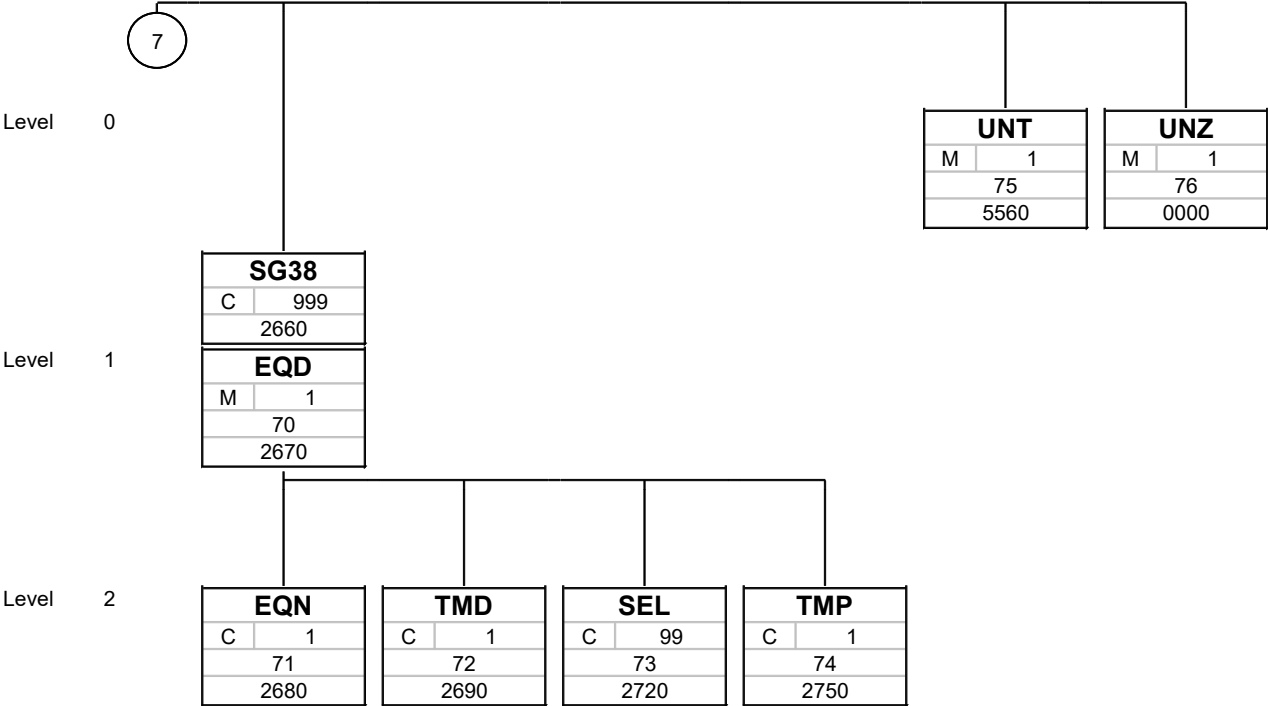 7
Level 0
UNT UNZ
M 1 M 1
75 76
5560 0000
SG38
C 999
2660
Level 1
EQD
M 1
70
2670
Level 2
EQN TMD SEL TMP
C 1 C 1 C 99 C 1
71 72 73 74
2680 2690 2720 2750